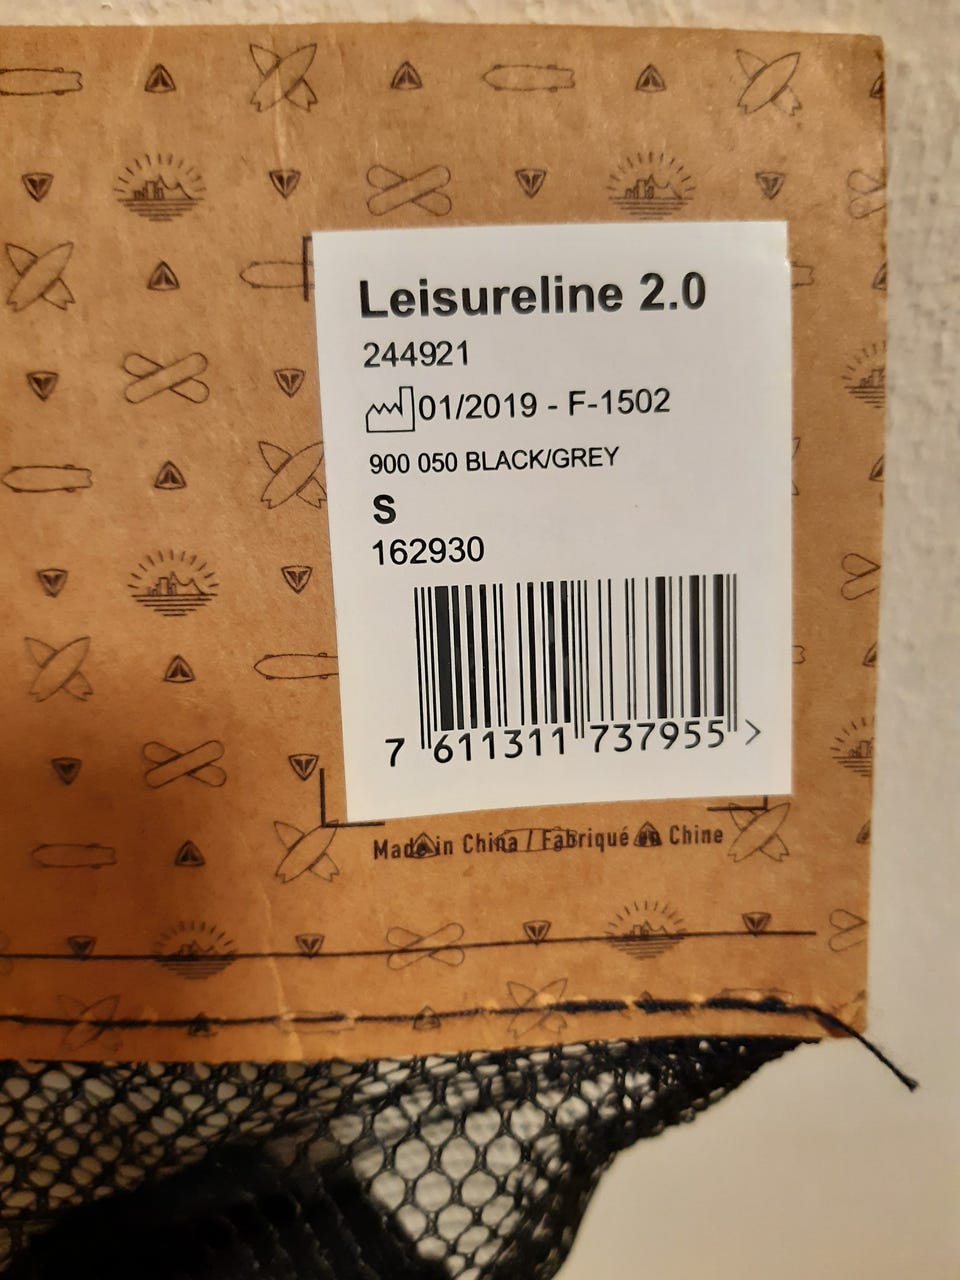 Leisureline 2.0
244921
01/2019 - F-1502
900 050 BLACK/GREY
S
162930
7 611311 737955 >
Made in China / Fabriqué en Chine